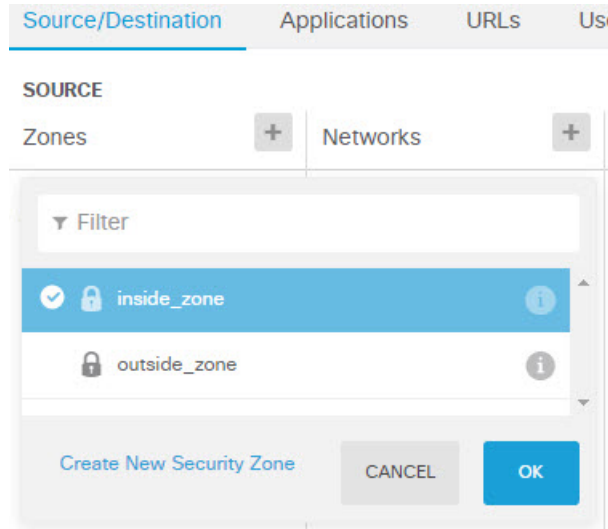 Source/Destination Applications URLs
SOURCE
Zones + Networks +
Filter
inside_zone
outside_zone
Create New Security Zone CANCEL OK